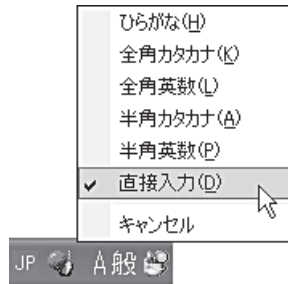 ひらがな(H)
全角カタカナ(K)
全角英数(L)
半角カタカナ(A)
半角英数(P)
直接入力(D)
キャンセル
JP A般